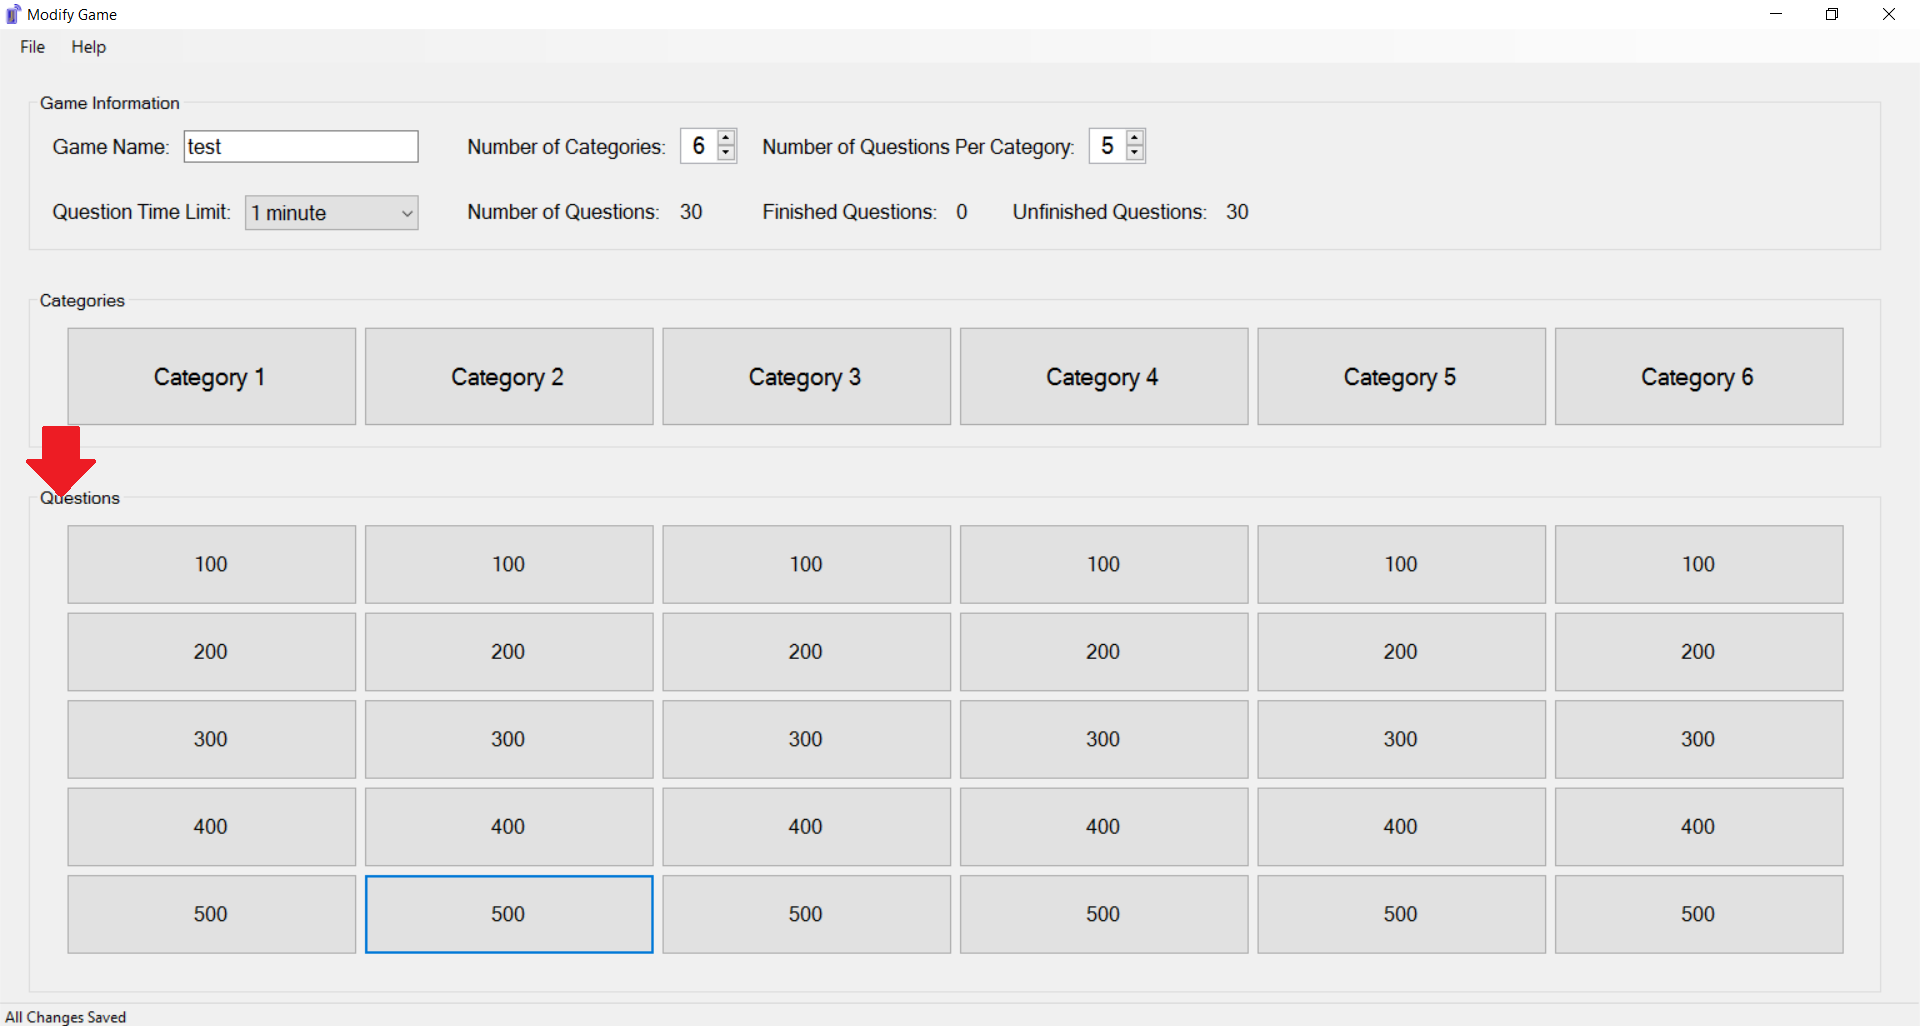 Modify Game
File Help
Game Information
Game Name: test Number of Categories: 6 Number of Questions Per Category: 5
Question Time Limit: 1 minute Number of Questions: 30 Finished Questions: 0 Unfinished Questions: 30
Categories
Category 1 Category 2 Category 3 Category 4 Category 5 Category 6
Questions
100 100 100 100 100 100
200 200 200 200 200 200
300 300 300 300 300 300
400 400 400 400 400 400
500 500 500 500 500 500
All Changes Saved